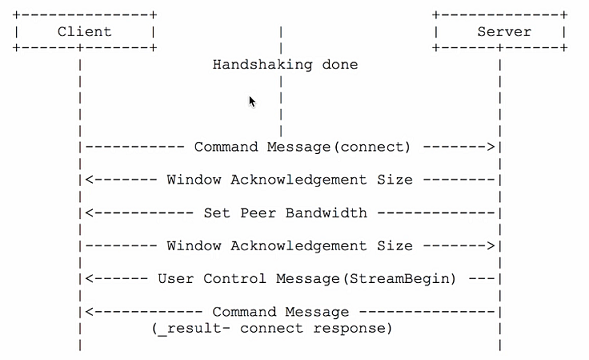 Client Server
Handshaking done
Command Message(connect)
Window Acknowledgement Size
Set Peer Bandwidth
Window Acknowledgement Size
User Control Message(StreamBegin)
Command Message
(_result- connect response)